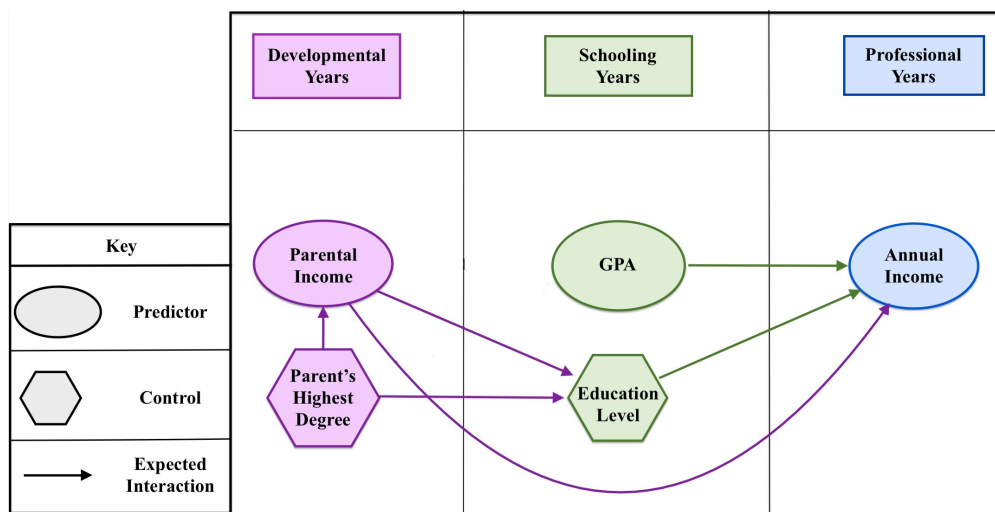 Developmental
Years
Schooling
Years
Professional
Years
Key
Predictor
Control
Expected
Interaction
Parental
Income
GPA
Annual
Income
Parent's
Highest
Degree
Education
Level